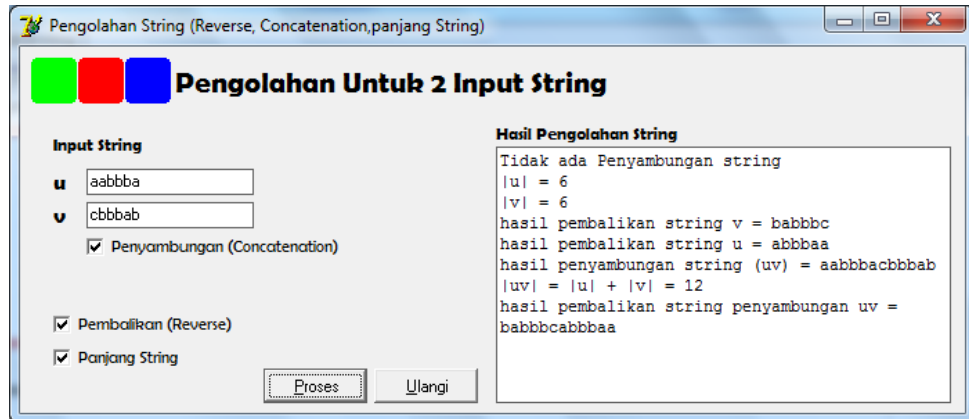 Pengolahan String (Reverse, Concatenation,panjang String)
Pengolahan Untuk 2 Input String
Input String
u aabbba
v cbbbab
Penyambungan (Concatenation)
Pembalikan (Reverse)
Panjang String
Proses Ulangi
Hasil Pengolahan String
Tidak ada Penyambungan string
|u| = 6
|v| = 6
hasil pembalikan string v = babbbc
hasil pembalikan string u = abbbaa
hasil penyambungan string (uv) = aabbbacbbbab
|uv| = |u| + |v| = 12
hasil pembalikan string penyambungan uv =
babbbcabbbaa